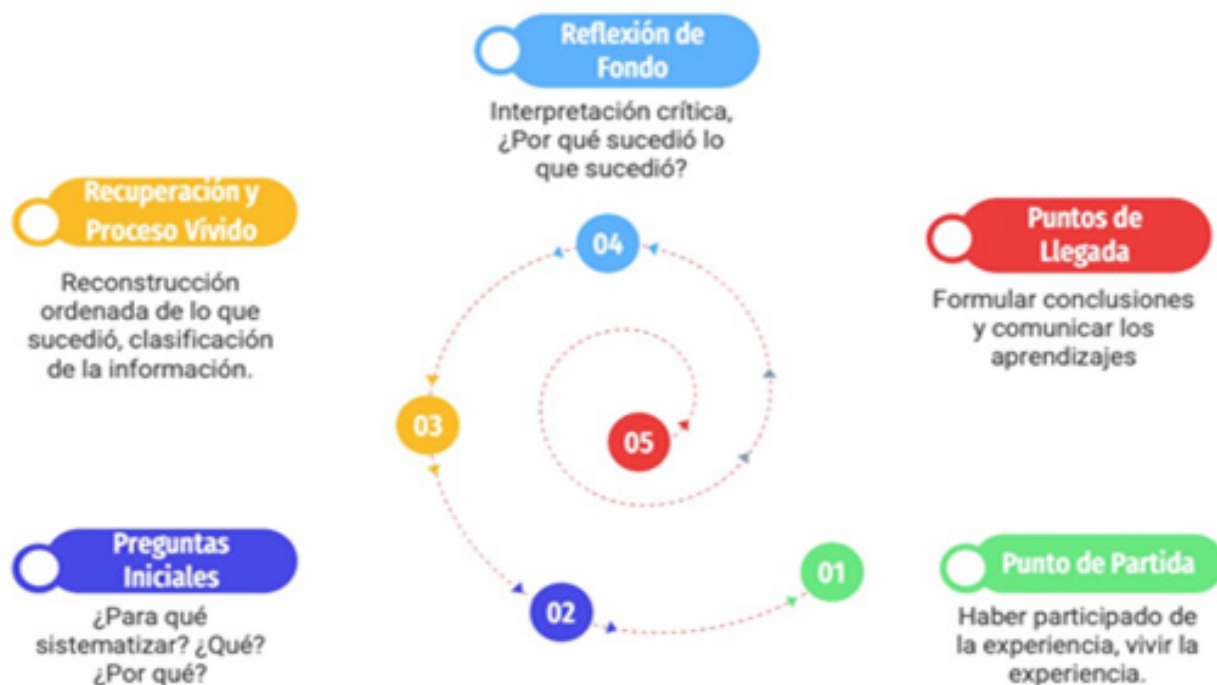 Reflexión de
Fondo
Interpretación crítica,
¿Por qué sucedió lo
que sucedió?
Recuperación y
Proceso Vivido
Reconstrucción
ordenada de lo que
sucedió, clasificación
de la información.
Puntos de
Llegada
Formular conclusiones
y comunicar los
aprendizajes
04
03
05
02
01
Preguntas
Iniciales
¿Para qué
sistematizar? ¿Qué?
¿Por qué?
Punto de Partida
Haber participado de
la experiencia, vivir la
experiencia.